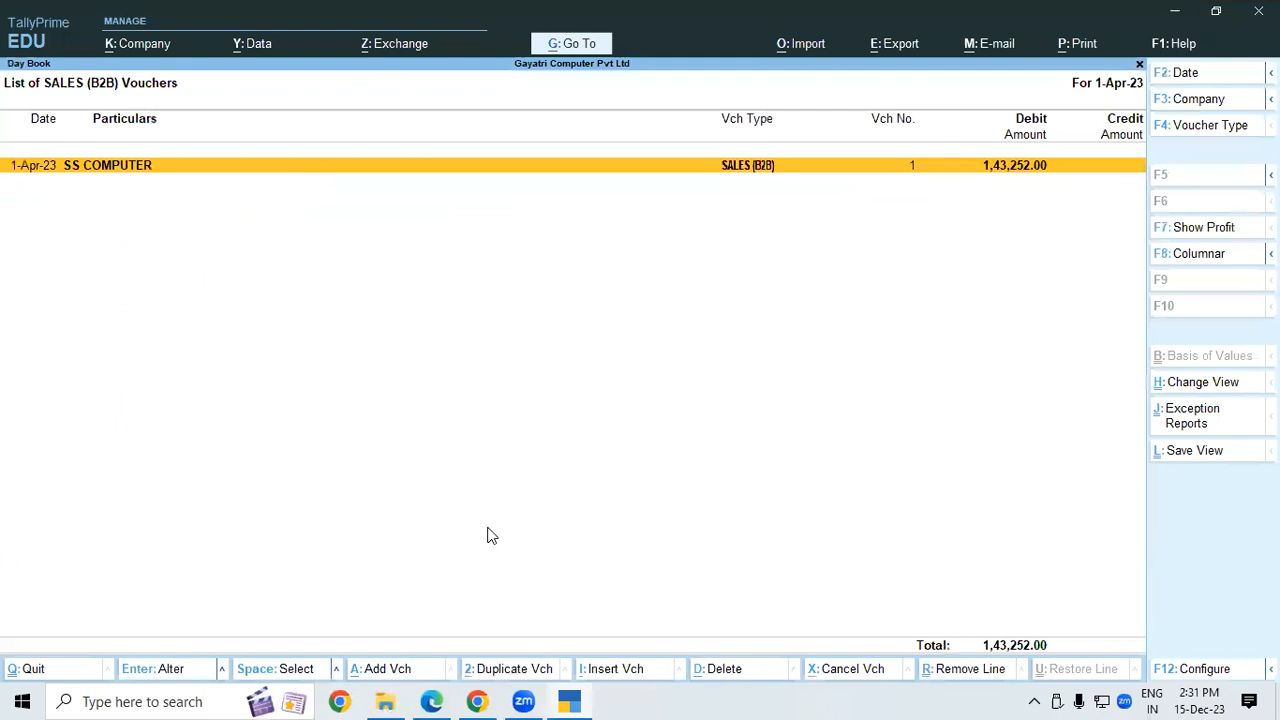 TallyPrime
EDU
MANAGE
K: Company
Y: Data
Z: Exchange
G: Go To
O: Import
E: Export
M: E-mail
P: Print
F1: Help
Day Book
Gayatri Computer Pvt Ltd
List of SALES (B2B) Vouchers
For 1-Apr-23
Date Particulars Vch Type Vch No. Debit Credit
Amount Amount
1-Apr-23 SS COMPUTER SALES (B2B) 1 1,43,252.00
Total: 1,43,252.00
F2: Date
F3: Company
F4: Voucher Type
F5
F6
F7: Show Profit
F8: Columnar
F9
F10
B: Basis of Values
H: Change View
J: Exception
Reports
L: Save View
Q: Quit
Enter: Alter
Space: Select
A: Add Vch
2: Duplicate Vch
I: Insert Vch
D: Delete
X: Cancel Vch
R: Remove Line
U: Restore Line
F12: Configure
Type here to search
zm
zm
ENG
IN
2:31 PM
15-Dec-23